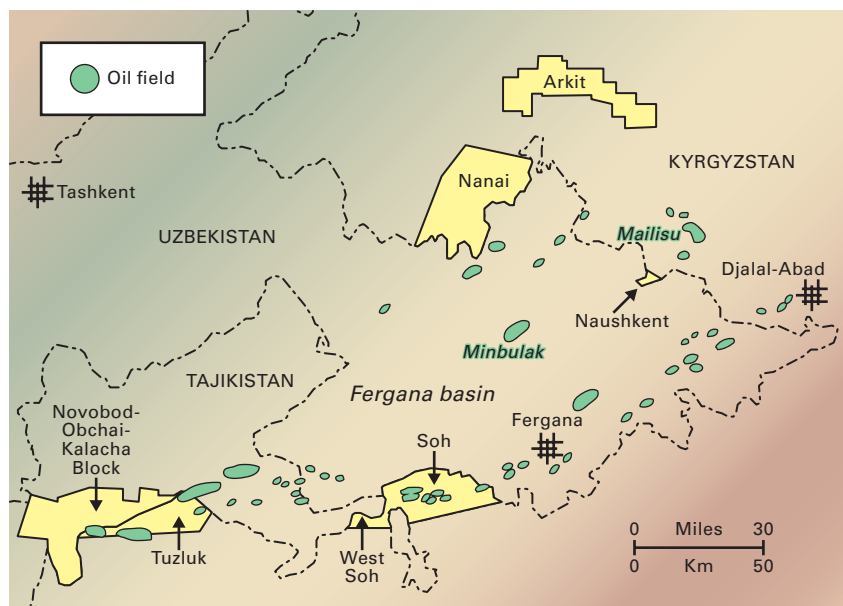 Oil field
Arkit
KYRGYZSTAN
Nanai
Tashkent
UZBEKISTAN
Mailisu
Djalal-Abad
Naushkent
Minbulak
TAJIKISTAN
Fergana basin
Novobod-
Obchai-
Kalacha
Block
Fergana
Soh
0 Miles 30
0 Km 50
Tuzluk
West
Soh